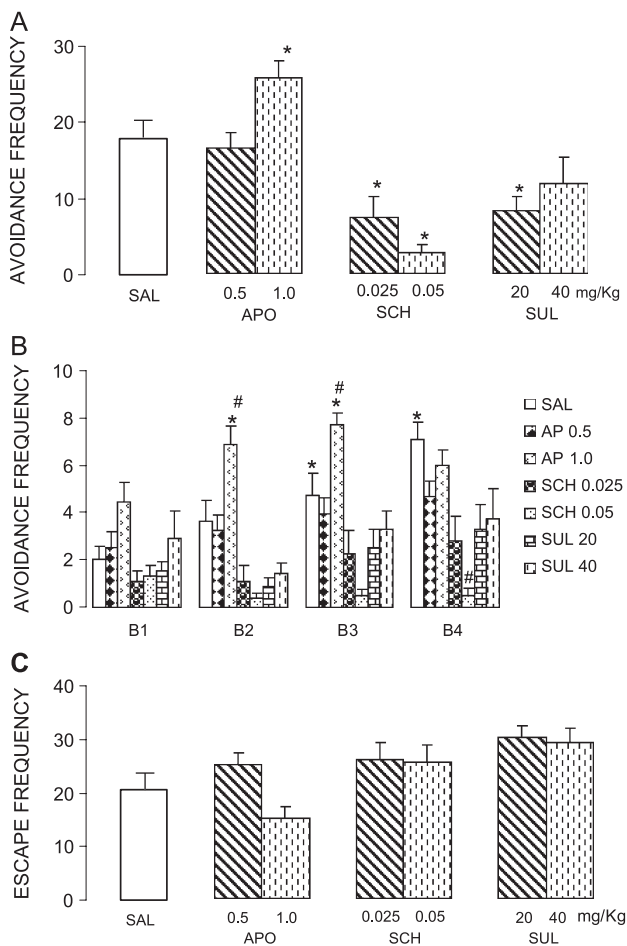 A
AVOIDANCE FREQUENCY
30
20
10
0
*
*
*
*
SAL
0.5 1.0
APO
0.025 0.05
SCH
20 40 mg/Kg
SUL
B
AVOIDANCE FREQUENCY
10
8
6
4
2
0
#
*
#
*
*
*
#
B1 B2 B3 B4
SAL
AP 0.5
AP 1.0
SCH 0.025
SCH 0.05
SUL 20
SUL 40
C
ESCAPE FREQUENCY
40
30
20
10
0
SAL
0.5 1.0
APO
0.025 0.05
SCH
20 40 mg/Kg
SUL